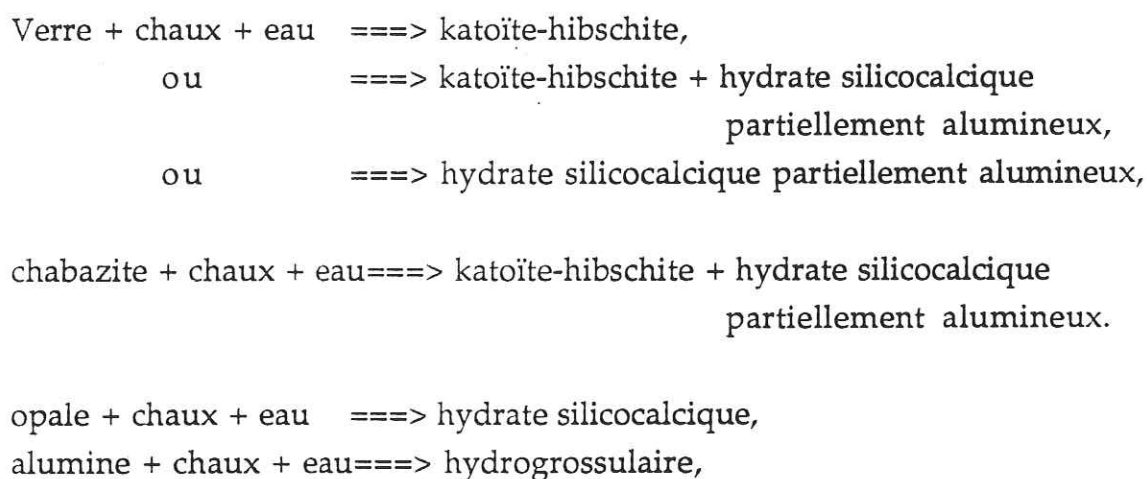 Verre + chaux + eau ===> katoïte-hibschite,
ou ===> katoïte-hibschite + hydrate silicocalcique
partiellement alumineux,
ou ===> hydrate silicocalcique partiellement alumineux,
chabazite + chaux + eau===> katoïte-hibschite + hydrate silicocalcique
partiellement alumineux.
opale + chaux + eau ===> hydrate silicocalcique,
alumine + chaux + eau===> hydrogrossulaire,